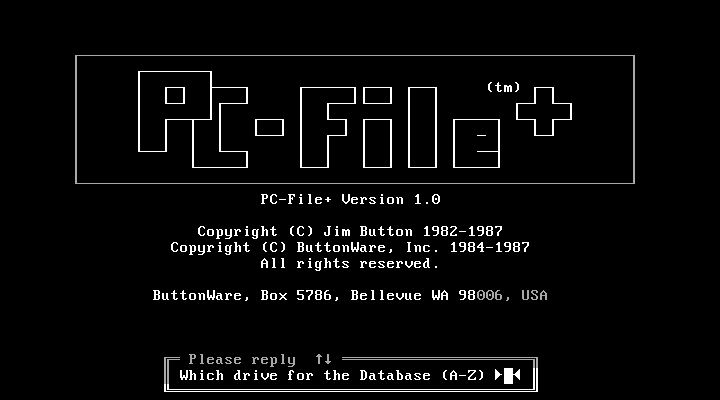 PC-File+ (tm)
PC-File+ Version 1.0
Copyright (C) Jim Button 1982-1987
Copyright (C) ButtonWare, Inc. 1984-1987
All rights reserved.
ButtonWare, Box 5786, Bellevue WA 98006, USA
Please reply ↑↓
Which drive for the Database (A-Z)